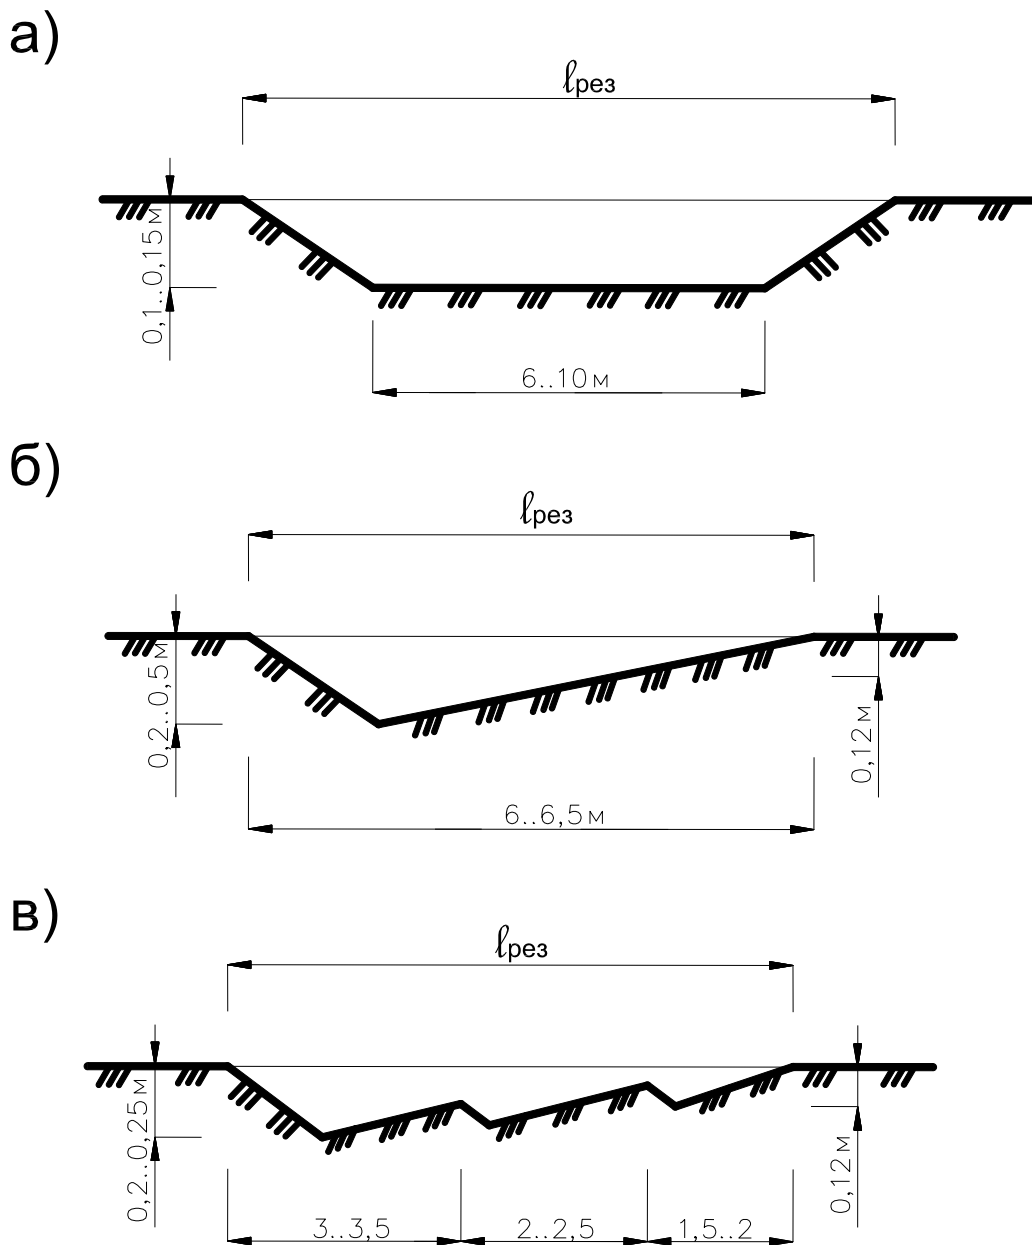 а)
ℓрез
0,1..0,15м
6..10м
б)
ℓрез
0,2..0,5м
0,12м
6..6,5м
в)
ℓрез
0,2..0,25м
0,12м
3..3,5
2..2,5
1,5..2